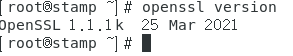 [root@stamp ~]# openssl version
OpenSSL 1.1.1k  25 Mar 2021
[root@stamp ~]#